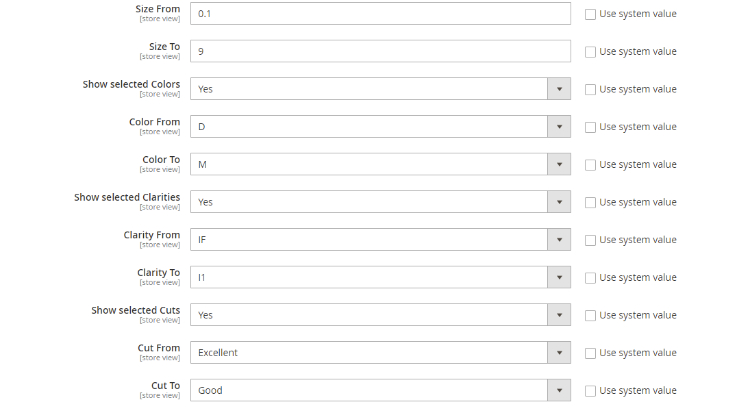 Size From
[store view]
0.1
Use system value
Size To
[store view]
9
Use system value
Show selected Colors
[store view]
Yes
Use system value
Color From
[store view]
D
Use system value
Color To
[store view]
M
Use system value
Show selected Clarities
[store view]
Yes
Use system value
Clarity From
[store view]
IF
Use system value
Clarity To
[store view]
I1
Use system value
Show selected Cuts
[store view]
Yes
Use system value
Cut From
[store view]
Excellent
Use system value
Cut To
[store view]
Good
Use system value